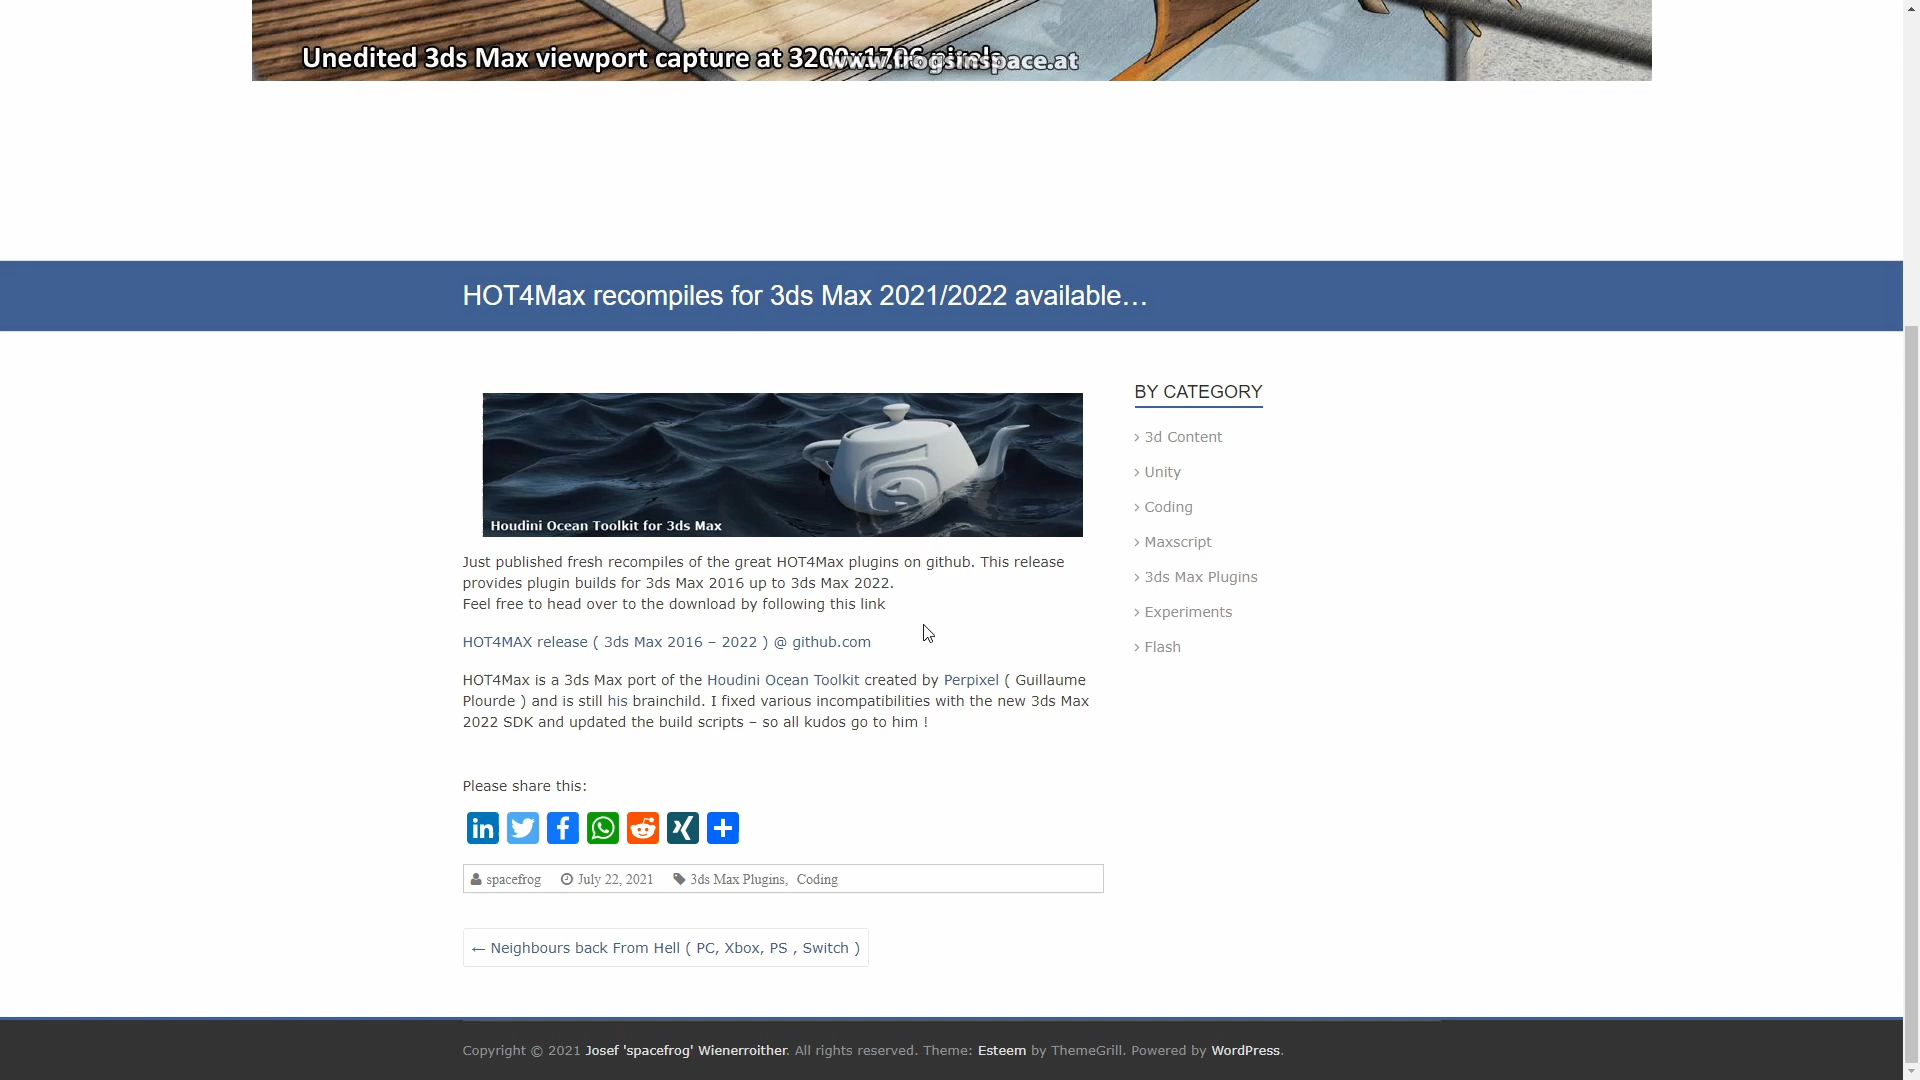 Unedited 3ds Max viewport capture at 3200x1706 pixels
www.frogsinspace.at
HOT4Max recompiles for 3ds Max 2021/2022 available…
BY CATEGORY
Houdini Ocean Toolkit for 3ds Max
3d Content
Unity
Coding
Maxscript
3ds Max Plugins
Experiments
Flash
Just published fresh recompiles of the great HOT4Max plugins on github. This release
provides plugin builds for 3ds Max 2016 up to 3ds Max 2022.
Feel free to head over to the download by following this link
HOT4MAX release ( 3ds Max 2016 – 2022 ) @ github.com
HOT4Max is a 3ds Max port of the Houdini Ocean Toolkit created by Perpixel ( Guillaume
Plourde ) and is still his brainchild. I fixed various incompatibilities with the new 3ds Max
2022 SDK and updated the build scripts – so all kudos go to him !
Please share this:
spacefrog July 22, 2021 3ds Max Plugins, Coding
← Neighbours back From Hell ( PC, Xbox, PS , Switch )
Copyright © 2021 Josef 'spacefrog' Wienerroither. All rights reserved. Theme: Esteem by ThemeGrill. Powered by WordPress.